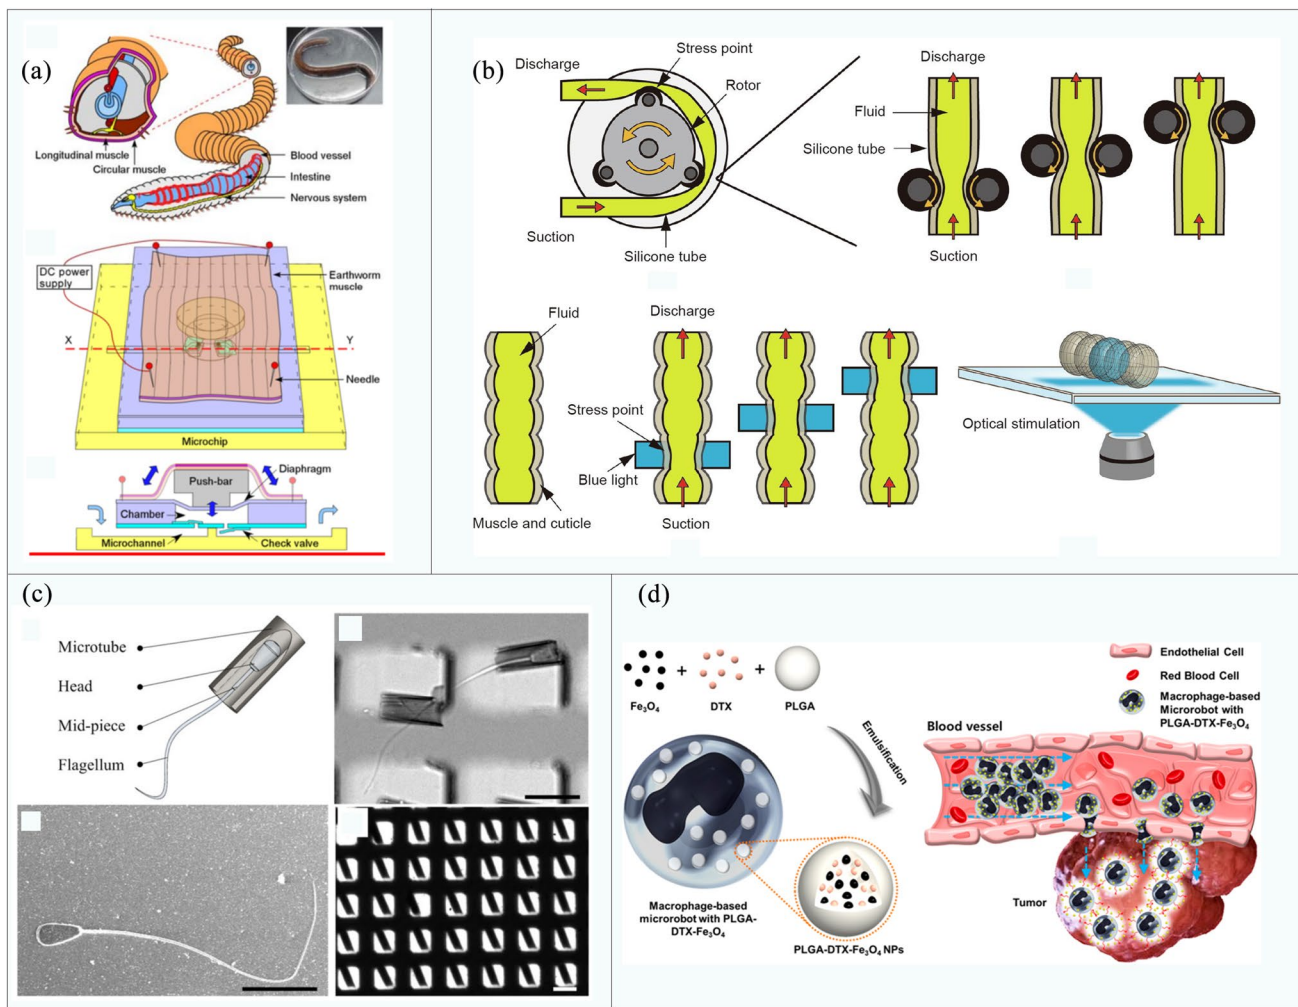 (a)
Longitudinal muscle
Circular muscle
Blood vessel
Intestine
Nervous system
DC power
supply
Earthworm
muscle
X
Y
Needle
Microchip
Diaphragm
Push-bar
Chamber
Microchannel
Check valve
(b)
Stress point
Discharge
Rotor
Suction
Silicone tube
Discharge
Fluid
Silicone tube
Suction
Fluid
Discharge
Stress point
Blue light
Muscle and cuticle
Suction
Optical stimulation
(c)
Microtube
Head
Mid-piece
Flagellum
(d)
+
+
Fe₃O₄
DTX
PLGA
Emulsification
Macrophage-based
microrobot with PLGA-
DTX-Fe₃O₄
PLGA-DTX-Fe₃O₄ NPs
Endothelial Cell
Red Blood Cell
Macrophage-based
Microrobot with
PLGA-DTX-Fe₃O₄
Blood vessel
Tumor